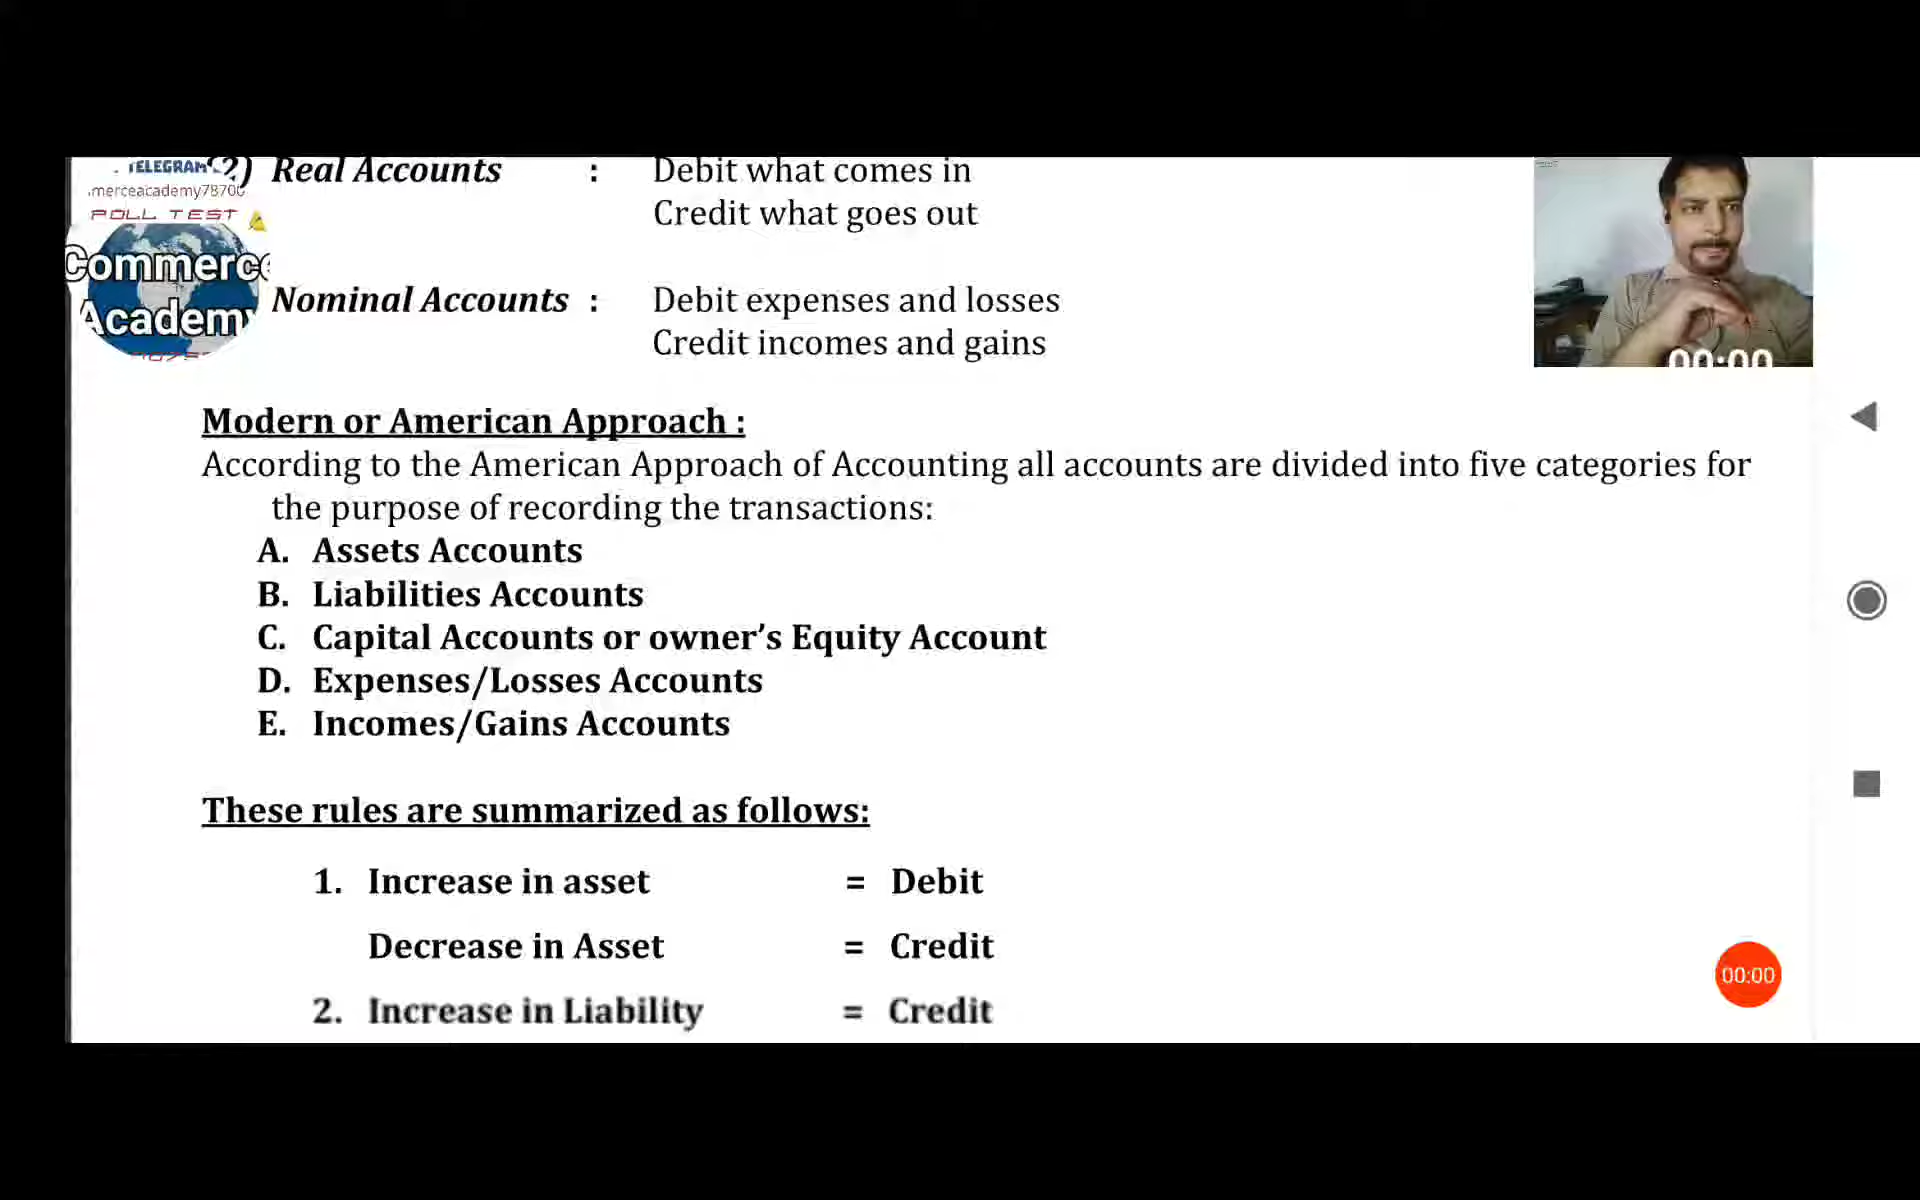 TELEGRAM
merceacademy7870
POLL TEST
Commerce
Academy
2) Real Accounts : Debit what comes in
Credit what goes out
Nominal Accounts : Debit expenses and losses
Credit incomes and gains
00:00
Modern or American Approach :
According to the American Approach of Accounting all accounts are divided into five categories for
the purpose of recording the transactions:
A. Assets Accounts
B. Liabilities Accounts
C. Capital Accounts or owner’s Equity Account
D. Expenses/Losses Accounts
E. Incomes/Gains Accounts
These rules are summarized as follows:
1. Increase in asset = Debit
Decrease in Asset = Credit
00:00
2. Increase in Liability = Credit